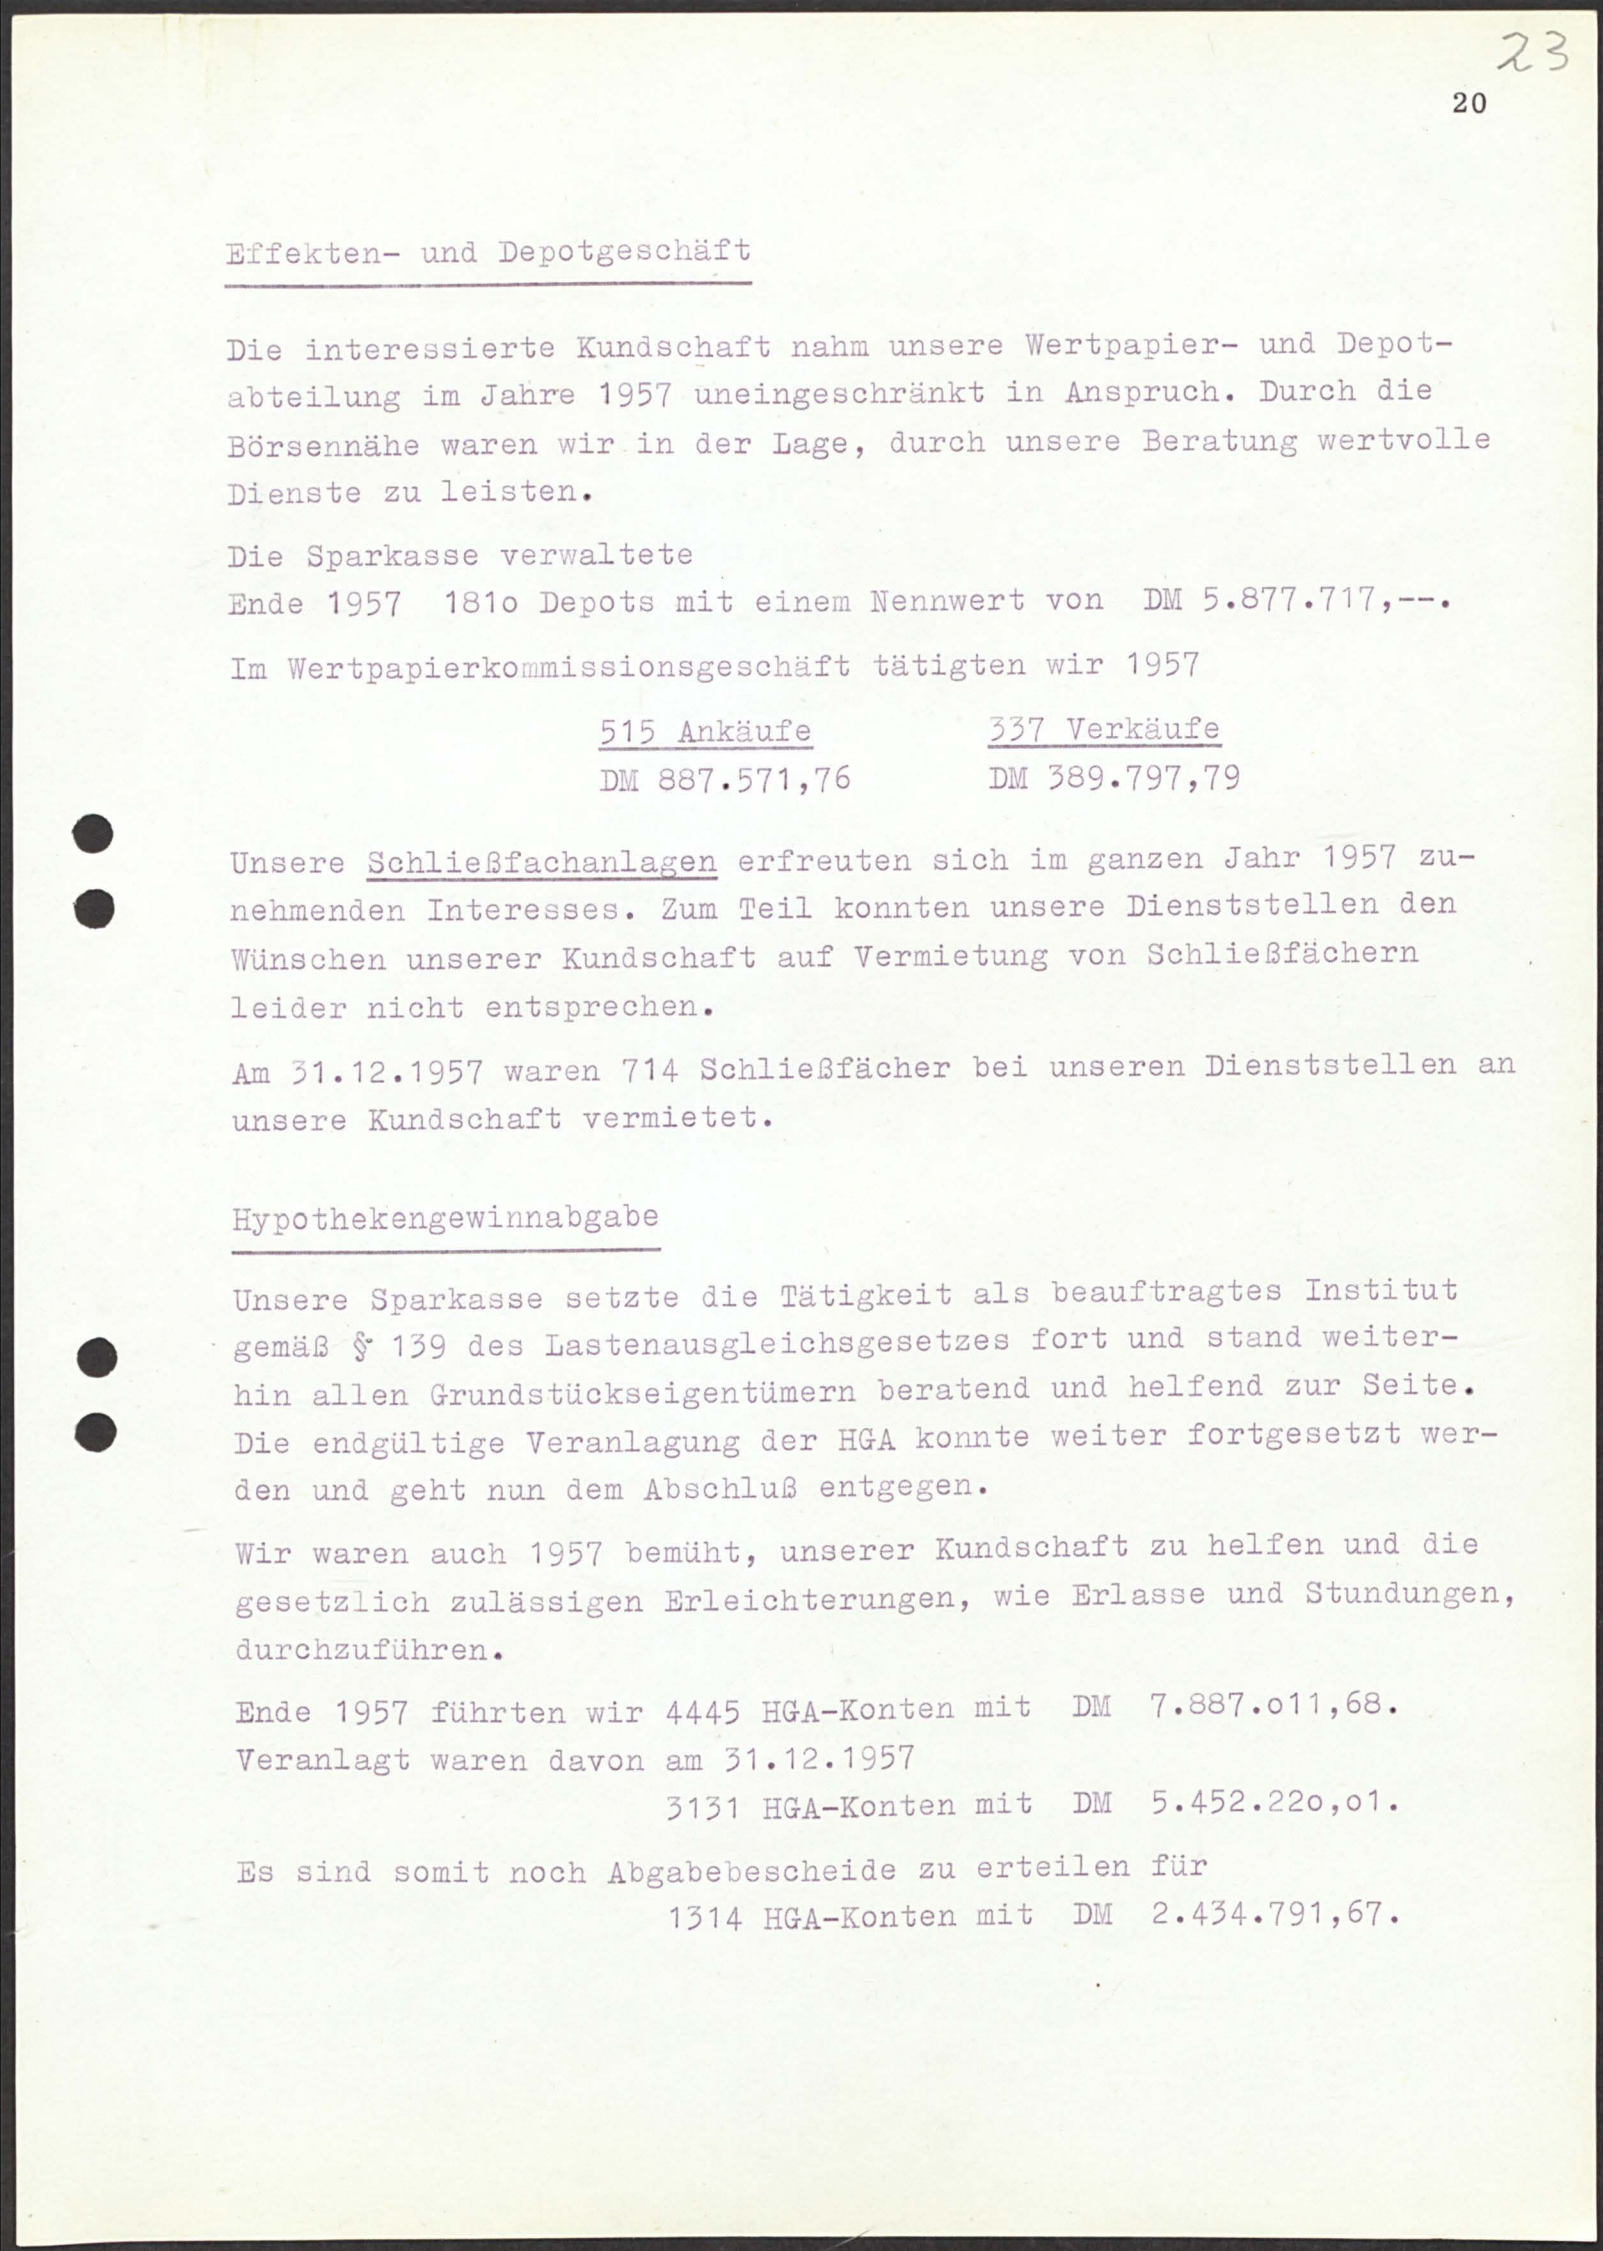 23
20
Effekten- und Depotgeschäft
Die interessierte Kundschaft nahm unsere Wertpapier- und Depot-
abteilung im Jahre 1957 uneingeschränkt in Anspruch. Durch die
Börsennähe waren wir in der Lage, durch unsere Beratung wertvolle
Dienste zu leisten.
Die Sparkasse verwaltete
Ende 1957 181o Depots mit einem Nennwert von DM 5.877.717,--.
Im Wertpapierkommissionsgeschäft tätigten wir 1957
515 Ankäufe 337 Verkäufe
DM 887.571,76 DM 389.797,79
Unsere Schließfachanlagen erfreuten sich im ganzen Jahr 1957 zu-
nehmenden Interesses. Zum Teil konnten unsere Dienststellen den
Wünschen unserer Kundschaft auf Vermietung von Schließfächern
leider nicht entsprechen.
Am 31.12.1957 waren 714 Schließfächer bei unseren Dienststellen an
unsere Kundschaft vermietet.
Hypothekengewinnabgabe
Unsere Sparkasse setzte die Tätigkeit als beauftragtes Institut
gemäß § 139 des Lastenausgleichsgesetzes fort und stand weiter-
hin allen Grundstückseigentümern beratend und helfend zur Seite.
Die endgültige Veranlagung der HGA konnte weiter fortgesetzt wer-
den und geht nun dem Abschluß entgegen.
Wir waren auch 1957 bemüht, unserer Kundschaft zu helfen und die
gesetzlich zulässigen Erleichterungen, wie Erlasse und Stundungen,
durchzuführen.
Ende 1957 führten wir 4445 HGA-Konten mit DM 7.887.o11,68.
Veranlagt waren davon am 31.12.1957
3131 HGA-Konten mit DM 5.452.22o,o1.
Es sind somit noch Abgabebescheide zu erteilen für
1314 HGA-Konten mit DM 2.434.791,67.